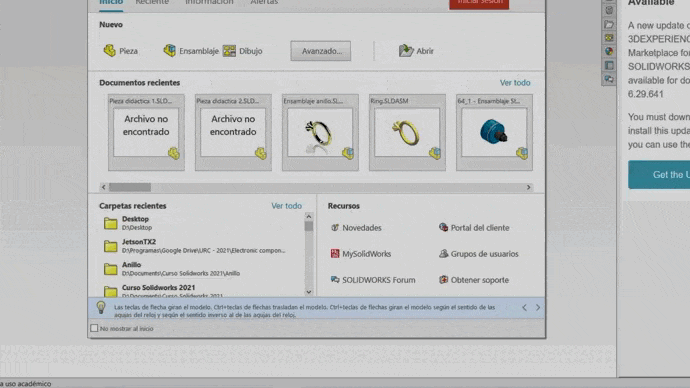 Inicio Reciente Información Alertas Iniciar sesión
Nuevo
Pieza Ensamblaje Dibujo Avanzado... Abrir
Documentos recientes Ver todo
Pieza didactica 1.SLD... Pieza didactica 2.SLD... Ensamblaje anillo.SL... Ring.SLDASM 64_1 - Ensamblaje SI...
Archivo no encontrado
Archivo no encontrado
Carpetas recientes Ver todo
Desktop
D:\Desktop
JetsonTX2
D:\Programas\Google Drive\URC - 2021\Electronic compon...
Anillo
D:\Documents\Curso Solidworks 2021\Anillo
Curso Solidworks 2021
D:\Documents\Curso Solidworks 2021
Recursos
Novedades Portal del cliente
MySolidWorks Grupos de usuarios
SOLIDWORKS Forum Obtener soporte
Las teclas de flecha giran el modelo. Ctrl+teclas de flechas trasladan el modelo. Ctrl+teclas de flechas giran el modelo según el sentido de las
agujas del reloj y según el sentido inverso al de las agujas del reloj.
No mostrar al inicio
a uso académico
Available
A new update
3DEXPERIENC
Marketplace for
SOLIDWORKS
available for do
6.29.641
You must down
install this upda
you can use the
Get the U